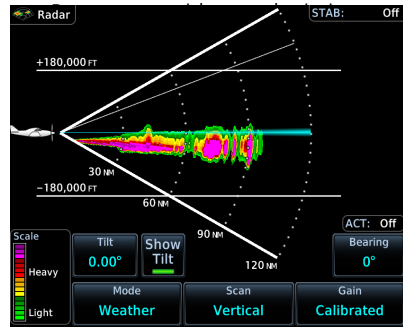 Radar
STAB: Off
+180,000 FT
30 NM
-180,000 FT
60 NM
90 NM
120 NM
ACT: Off
Scale
Heavy
Light
Tilt
0.00°
Show
Tilt
Bearing
0°
Mode
Weather
Scan
Vertical
Gain
Calibrated